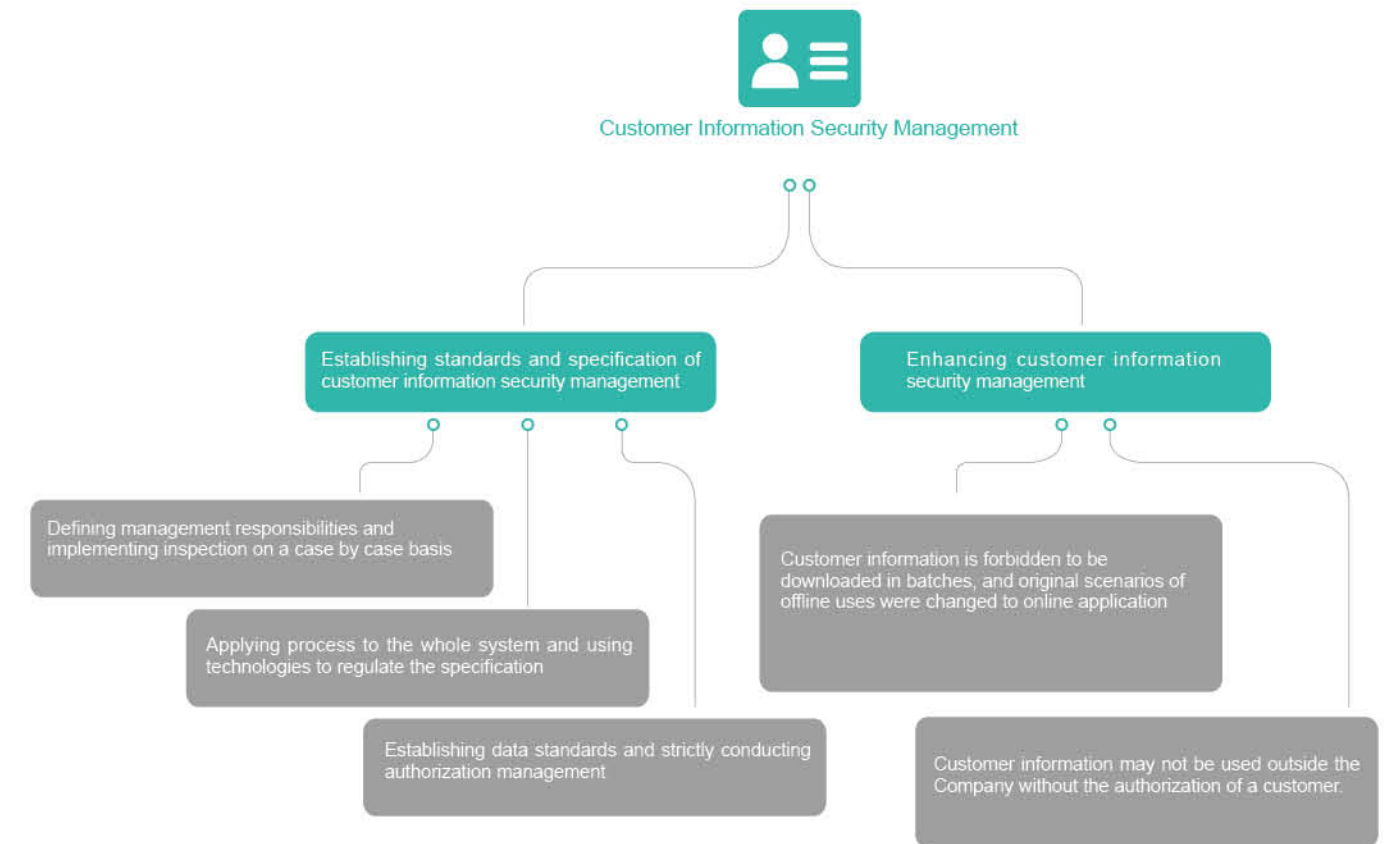 Customer Information Security Management
Establishing standards and specification of
customer information security management
Enhancing customer information
security management
Defining management responsibilities and
implementing inspection on a case by case basis
Applying process to the whole system and using
technologies to regulate the specification
Establishing data standards and strictly conducting
authorization management
Customer information is forbidden to be
downloaded in batches, and original scenarios of
offline uses were changed to online application
Customer information may not be used outside the
Company without the authorization of a customer.